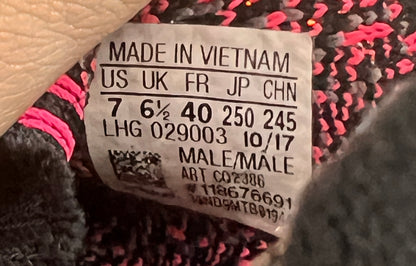 MADE IN VIETNAM
US UK FR JP CHN
7 6½ 40 250 245
LHG 029003 10/17
MALE/MALE
ART CQ2386
#118676691